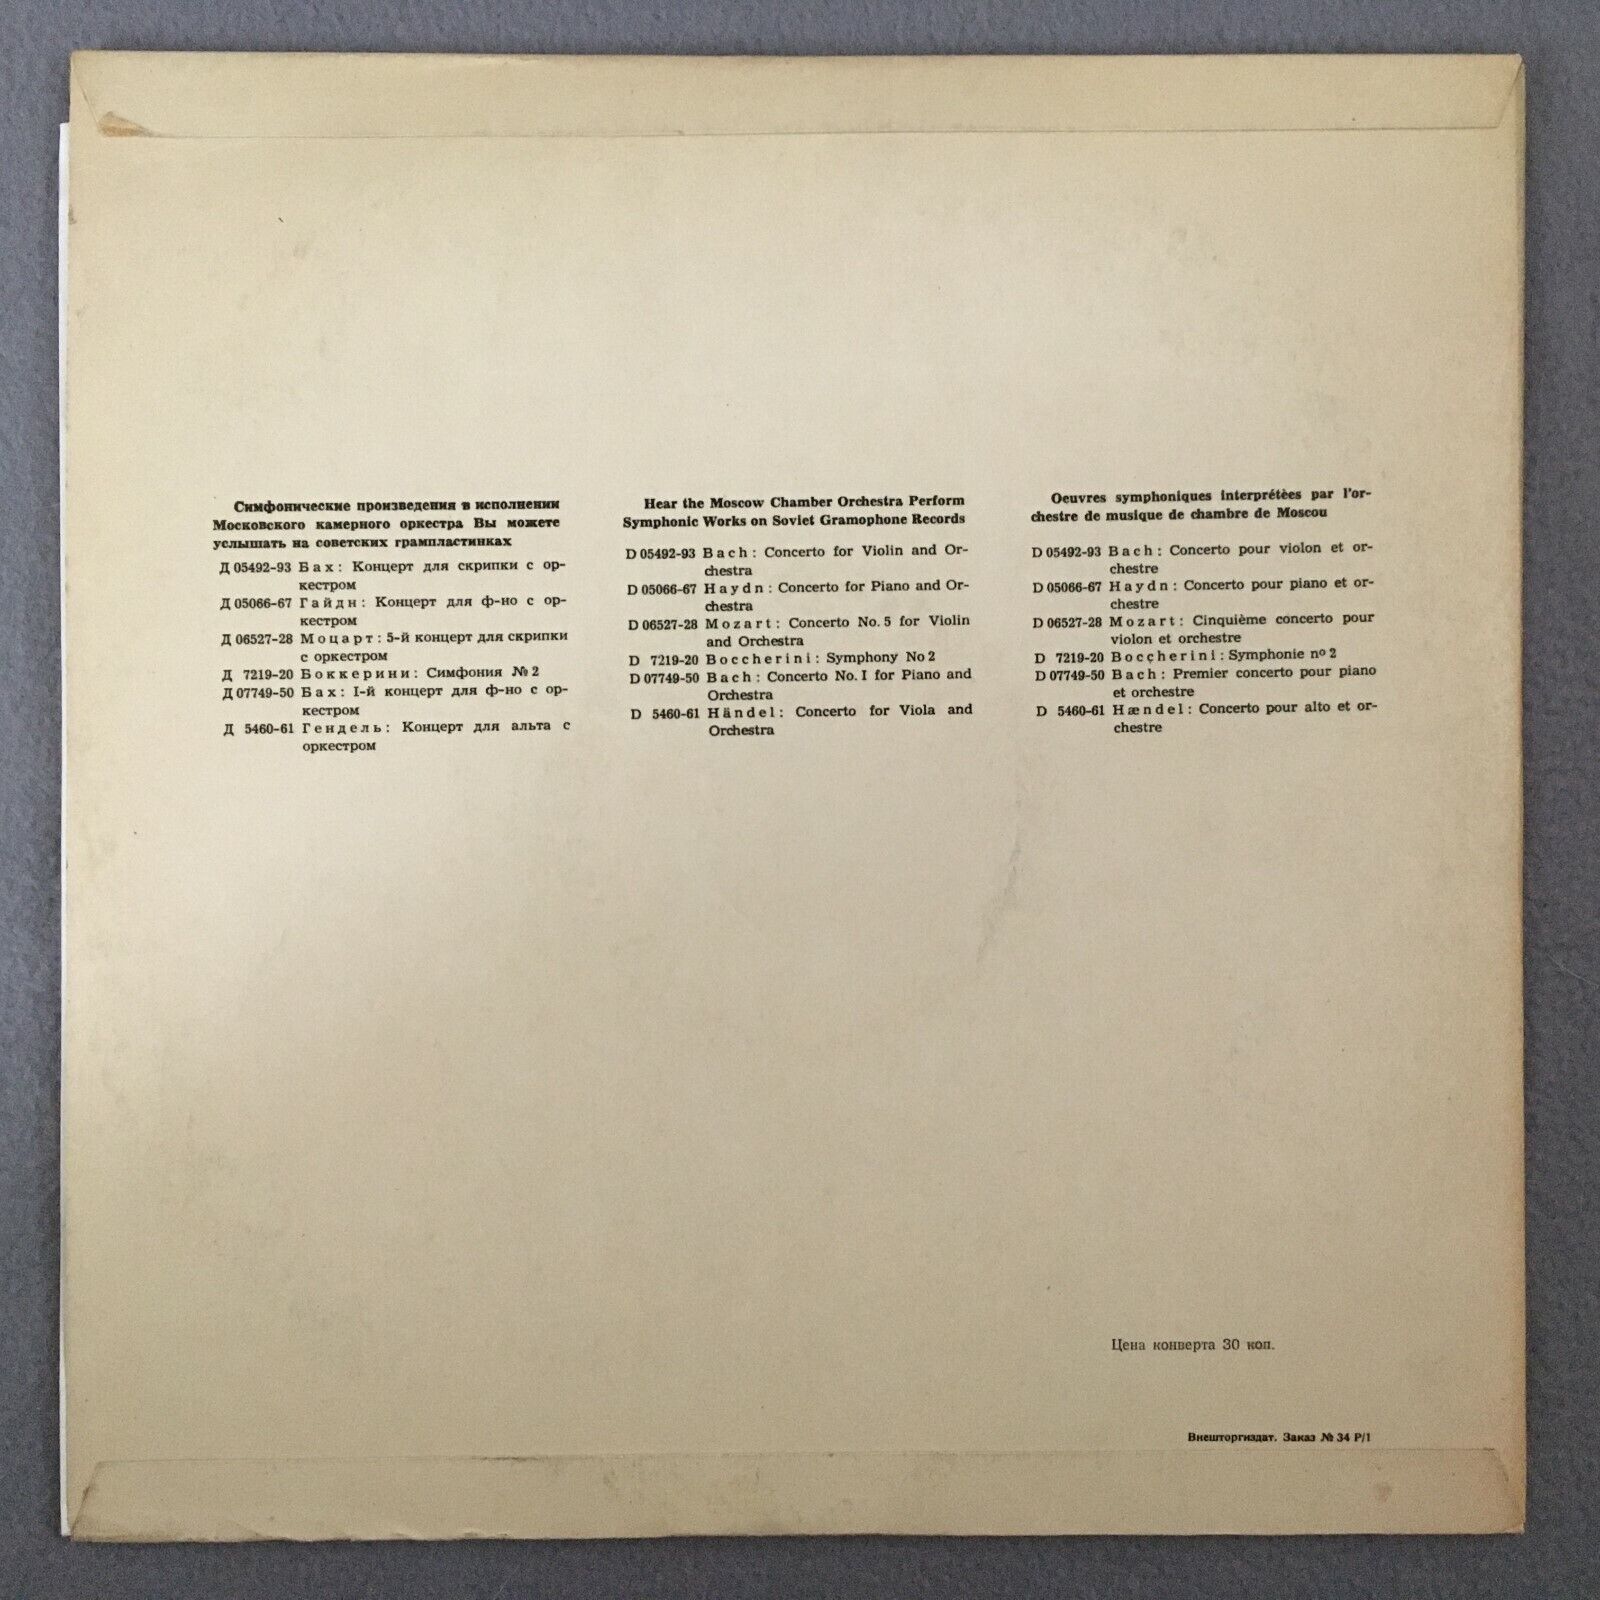 Симфонические произведения в исполнении
Московского камерного оркестра Вы можете
услышать на советских грампластинках
Д 05492-93 Бах: Концерт для скрипки с ор-
кестром
Д 05066-67 Гайдн: Концерт для ф-но с ор-
кестром
Д 06527-28 Моцарт: 5-й концерт для скрипки
с оркестром
Д 7219-20 Боккерини: Симфония № 2
Д 07749-50 Бах: I-й концерт для ф-но с ор-
кестром
Д 5460-61 Гендель: Концерт для альта с
оркестром
Hear the Moscow Chamber Orchestra Perform
Symphonic Works on Soviet Gramophone Records
D 05492-93 Bach: Concerto for Violin and Or-
chestra
D 05066-67 Haydn: Concerto for Piano and Or-
chestra
D 06527-28 Mozart: Concerto No. 5 for Violin
and Orchestra
D 7219-20 Boccherini: Symphony No 2
D 07749-50 Bach: Concerto No. I for Piano and
Orchestra
D 5460-61 Händel: Concerto for Viola and
Orchestra
Oeuvres symphoniques interprétèes par l'or-
chestre de musique de chambre de Moscou
D 05492-93 Bach: Concerto pour violon et or-
chestre
D 05066-67 Haydn: Concerto pour piano et or-
chestre
D 06527-28 Mozart: Cinquième concerto pour
violon et orchestre
D 7219-20 Bocçherini: Symphonie nº 2
D 07749-50 Bach: Premier concerto pour piano
et orchestre
D 5460-61 Hændel: Concerto pour alto et or-
chestre
Цена конверта 30 коп.
Внешторгиздат. Заказ № 34 Р/1